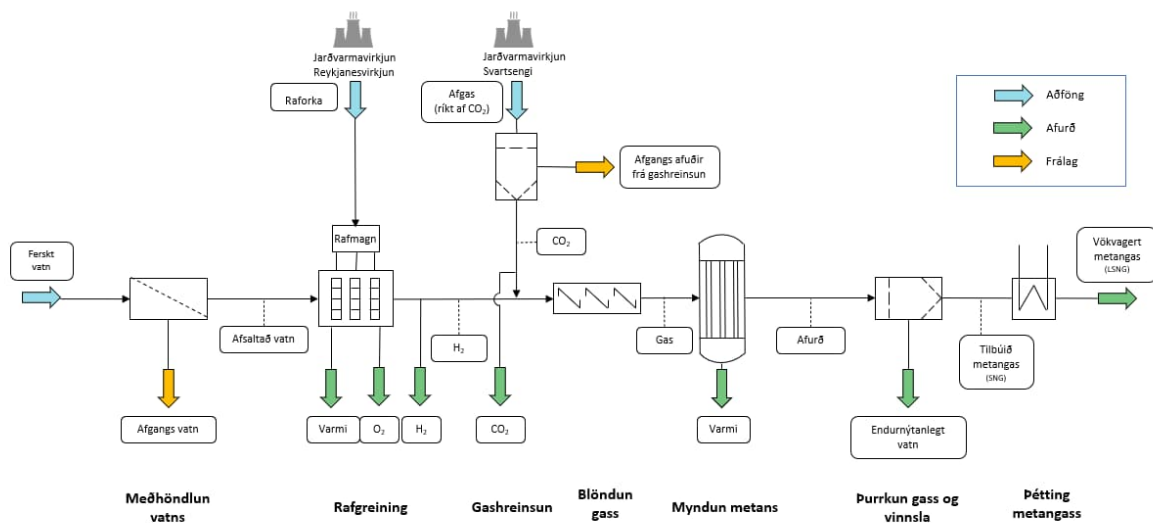 Jarðvarmavirkjun
Reykjanesvirkjun
Jarðvarmavirkjun
Svartsengi
Raforka
Afgas
(ríkt af CO₂)
Aðföng
Afurð
Frálag
Afgangs afuðir
frá gashreinsun
Rafmagn
CO₂
Ferskt
vatn
Vökvagert
metangas
(LSNG)
Afsaltað vatn
H₂
Gas
Afurð
Tilbúið
metangas
(SNG)
Afgangs vatn
Varmi
O₂
H₂
CO₂
Varmi
Endurnýtanlegt
vatn
Meðhöndlun
vatns
Rafgreining
Gashreinsun
Blöndun
gass
Myndun metans
Þurrkun gass og
vinnsla
Þétting
metangass